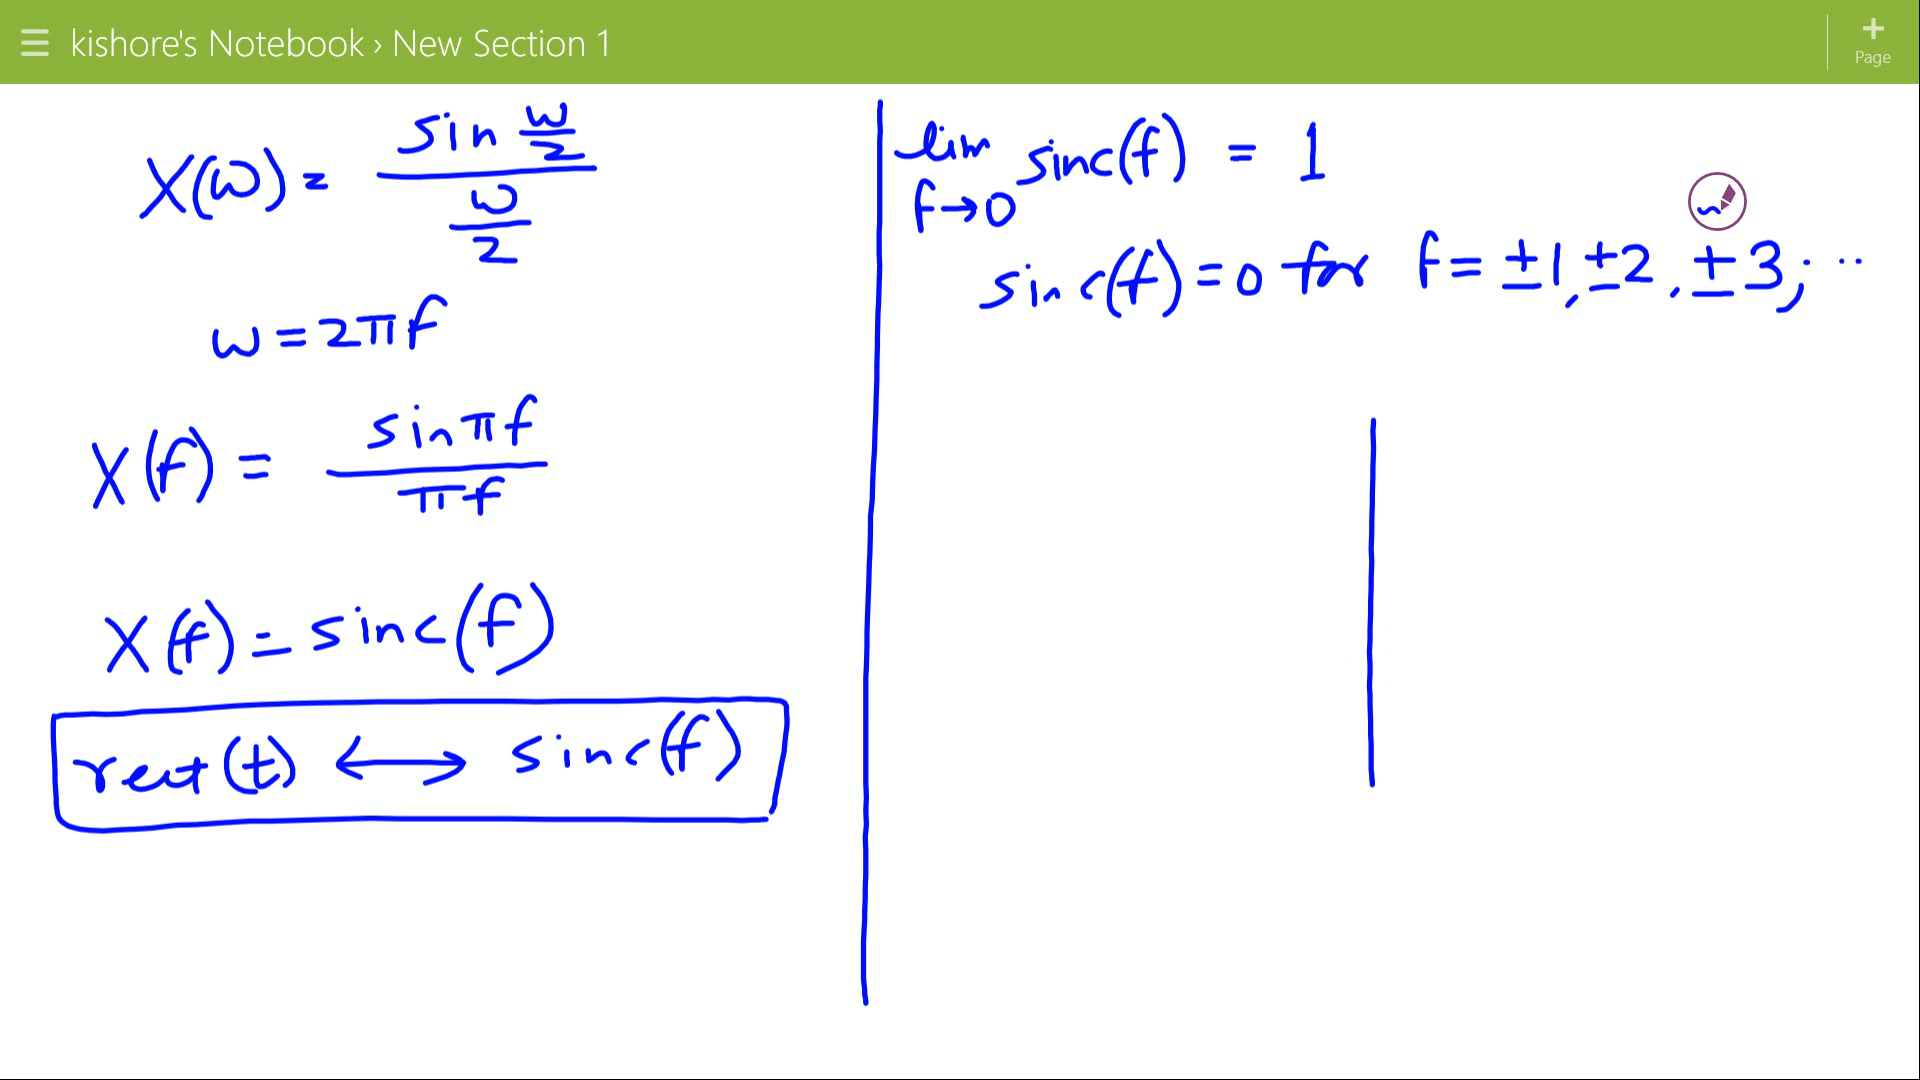 kishore's Notebook › New Section 1
Page
X(ω) = sin ω/2 / ω/2
ω = 2πf
X(f) = sin πf / πf
X(f) = sinc(f)
rect(t) ⟷ sinc(f)
lim f→0 sinc(f) = 1
sinc(f) = 0 for f = ±1, ±2, ±3, ..